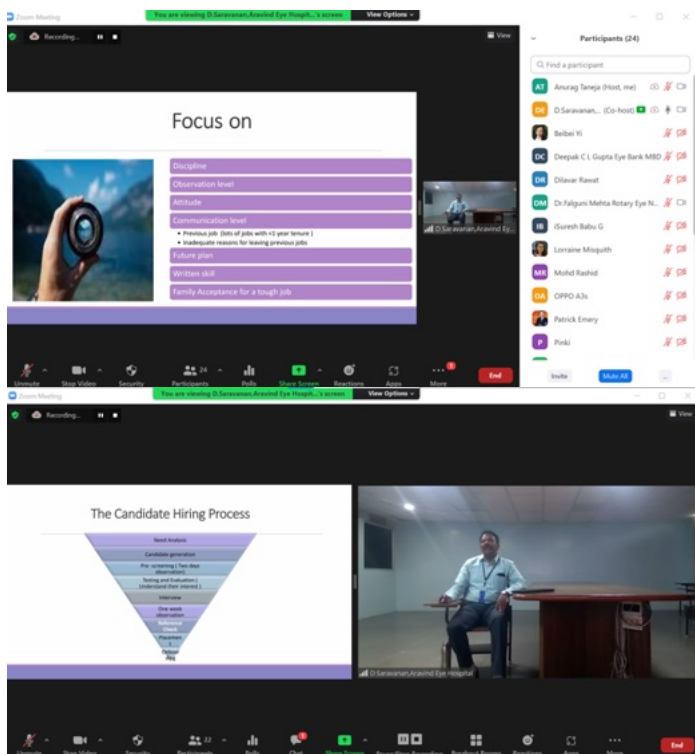 Zoom Meeting
You are viewing D.Saravanan,Aravind Eye Hospit...'s screen
View Options
Recording...
View
Participants (24)
Find a participant
Focus on
Discipline
Observation level
Attitude
Communication level
• Previous job (lots of jobs with <1 year tenure )
• Inadequate reasons for leaving previous jobs
Future plan
Written skill
Family Acceptance for a tough job
D.Saravanan,Aravind Ey...
AT Anurag Taneja (Host, me)
DE D.Saravanan,... (Co-host)
Beibei Yi
DC Deepak C L Gupta Eye Bank MBD
DR Dilavar Rawat
DM Dr.Falguni Mehta Rotary Eye N...
IB iSuresh Babu G
Lorraine Misquith
MR Mohd Rashid
OA OPPO A3s
Patrick Emery
P Pinki
Unmute
Stop Video
Security
24
Participants
Polls
Share Screen
Reactions
Apps
More
End
Invite
Mute All
...
Zoom Meeting
You are viewing D.Saravanan,Aravind Eye Hospit...'s screen
View Options
Recording...
View
The Candidate Hiring Process
Need Analysis
Candidate generation
Pre -screening ( Two days
observation)
Testing and Evaluation (
Understand their interest )
Interview
One week
observation
Reference
Check
Placemen
t
D.Saravanan,Aravind Eye Hospital
Unmute
Stop Video
Security
22
Participants
Polls
Chat
Share Screen
Reactions
Apps
More
End